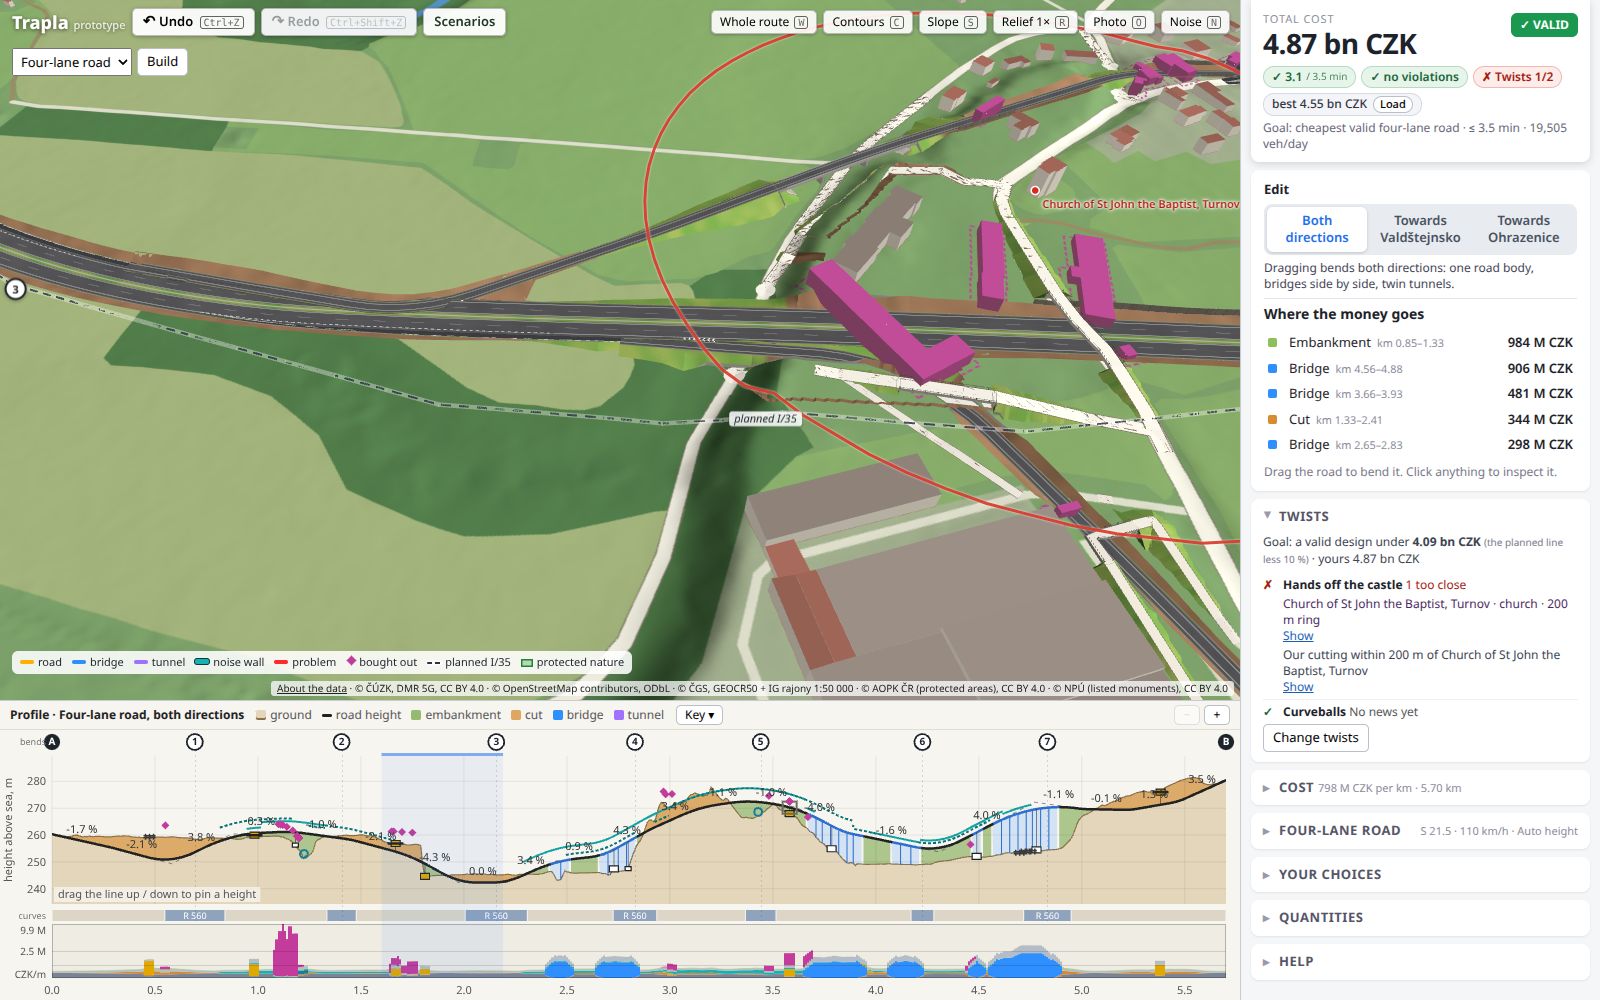 Trapla prototype
↶ Undo Ctrl+Z
↷ Redo Ctrl+Shift+Z
Scenarios
Whole route W
Contours C
Slope S
Relief 1× R
Photo O
Noise N
Four-lane road
Build
3
Church of St John the Baptist, Turnov
planned I/35
road
bridge
tunnel
noise wall
problem
bought out
planned I/35
protected nature
About the data · © ČÚZK, DMR 5G, CC BY 4.0 · © OpenStreetMap contributors, ODbL · © ČGS, GEOCR50 + IG rajony 1:50 000 · © AOPK ČR (protected areas), CC BY 4.0 · © NPÚ (listed monuments), CC BY 4.0
TOTAL COST
4.87 bn CZK
✓ VALID
✓ 3.1 / 3.5 min
✓ no violations
✗ Twists 1/2
best 4.55 bn CZK Load
Goal: cheapest valid four-lane road · ≤ 3.5 min · 19,505
veh/day
Edit
Both
directions
Towards
Valdštejnsko
Towards
Ohrazenice
Dragging bends both directions: one road body,
bridges side by side, twin tunnels.
Where the money goes
Embankment km 0.85–1.33 984 M CZK
Bridge km 4.56–4.88 906 M CZK
Bridge km 3.66–3.93 481 M CZK
Cut km 1.33–2.41 344 M CZK
Bridge km 2.65–2.83 298 M CZK
Drag the road to bend it. Click anything to inspect it.
▼ TWISTS
Goal: a valid design under 4.09 bn CZK (the planned line
less 10 %) · yours 4.87 bn CZK
✗ Hands off the castle 1 too close
Church of St John the Baptist, Turnov · church · 200
m ring
Show
Our cutting within 200 m of Church of St John the
Baptist, Turnov
Show
✓ Curveballs No news yet
Change twists
▶ COST 798 M CZK per km · 5.70 km
▶ FOUR-LANE ROAD S 21.5 · 110 km/h · Auto height
▶ YOUR CHOICES
▶ QUANTITIES
▶ HELP
Profile · Four-lane road, both directions
ground
road height
embankment
cut
bridge
tunnel
Key ▾
−
+
bends A 1 2 3 4 5 6 7 B
height above sea, m
280
270
260
250
240
-1.7 %
-2.1 %
3.8 %
-0.3 %
-1.0 %
-2.1 %
-4.3 %
0.0 %
3.4 %
0.9 %
4.3 %
3.4 %
1.1 %
-1.0 %
-4.0 %
-1.6 %
4.0 %
-1.1 %
-0.1 %
3.5 %
drag the line up / down to pin a height
curves
R 560
R 560
R 560
R 560
9.9 M
2.5 M
CZK/m
0.0 0.5 1.0 1.5 2.0 2.5 3.0 3.5 4.0 4.5 5.0 5.5